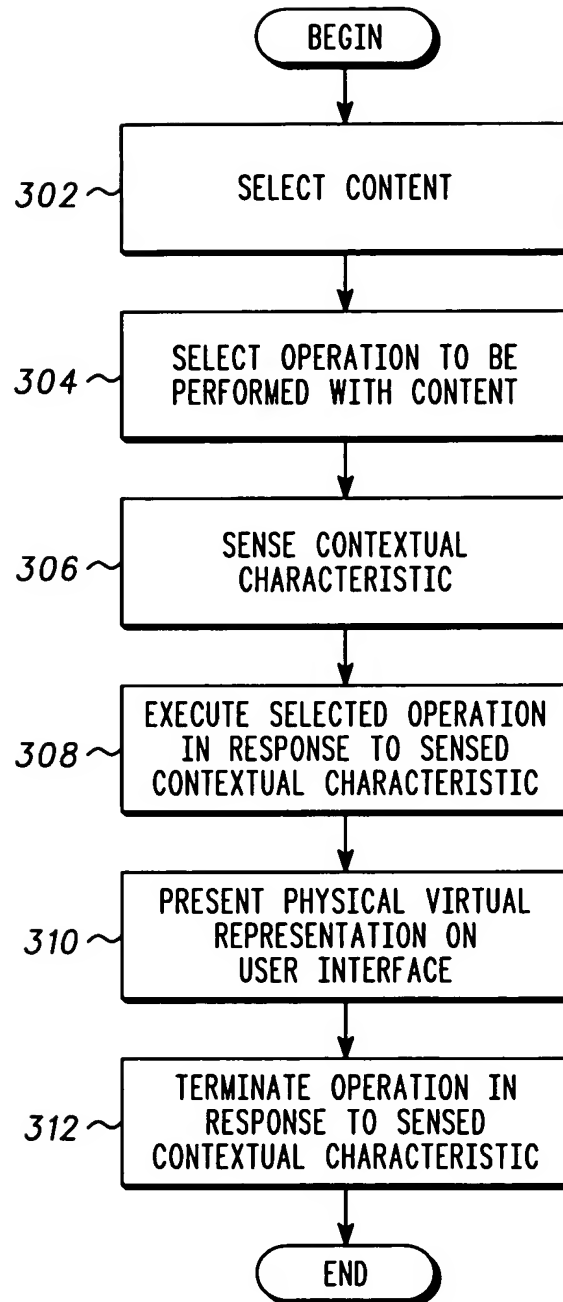 BEGIN
302
SELECT CONTENT
304
SELECT OPERATION TO BE
PERFORMED WITH CONTENT
306
SENSE CONTEXTUAL
CHARACTERISTIC
308
EXECUTE SELECTED OPERATION
IN RESPONSE TO SENSED
CONTEXTUAL CHARACTERISTIC
310
PRESENT PHYSICAL VIRTUAL
REPRESENTATION ON
USER INTERFACE
312
TERMINATE OPERATION IN
RESPONSE TO SENSED
CONTEXTUAL CHARACTERISTIC
END